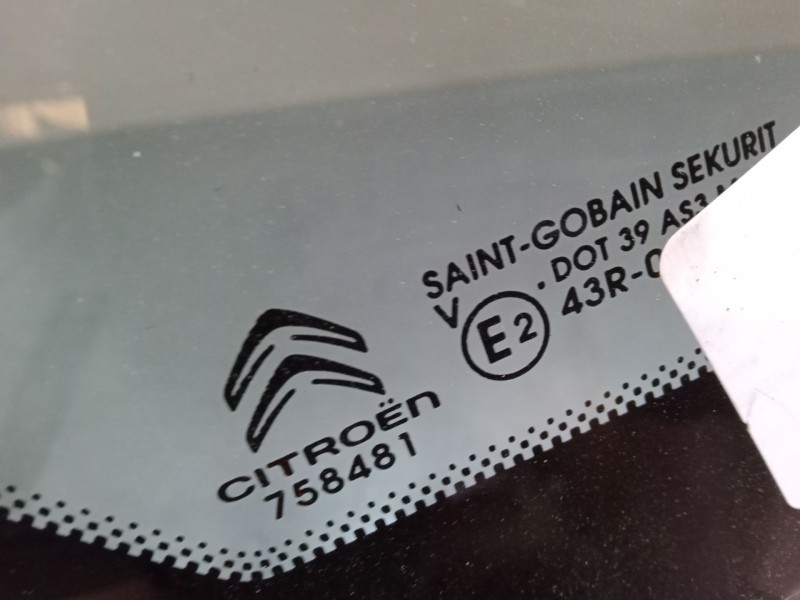 SAINT-GOBAIN SEKURIT
V . DOT 39 AS3
E2 43R-0
CITROËN
758481